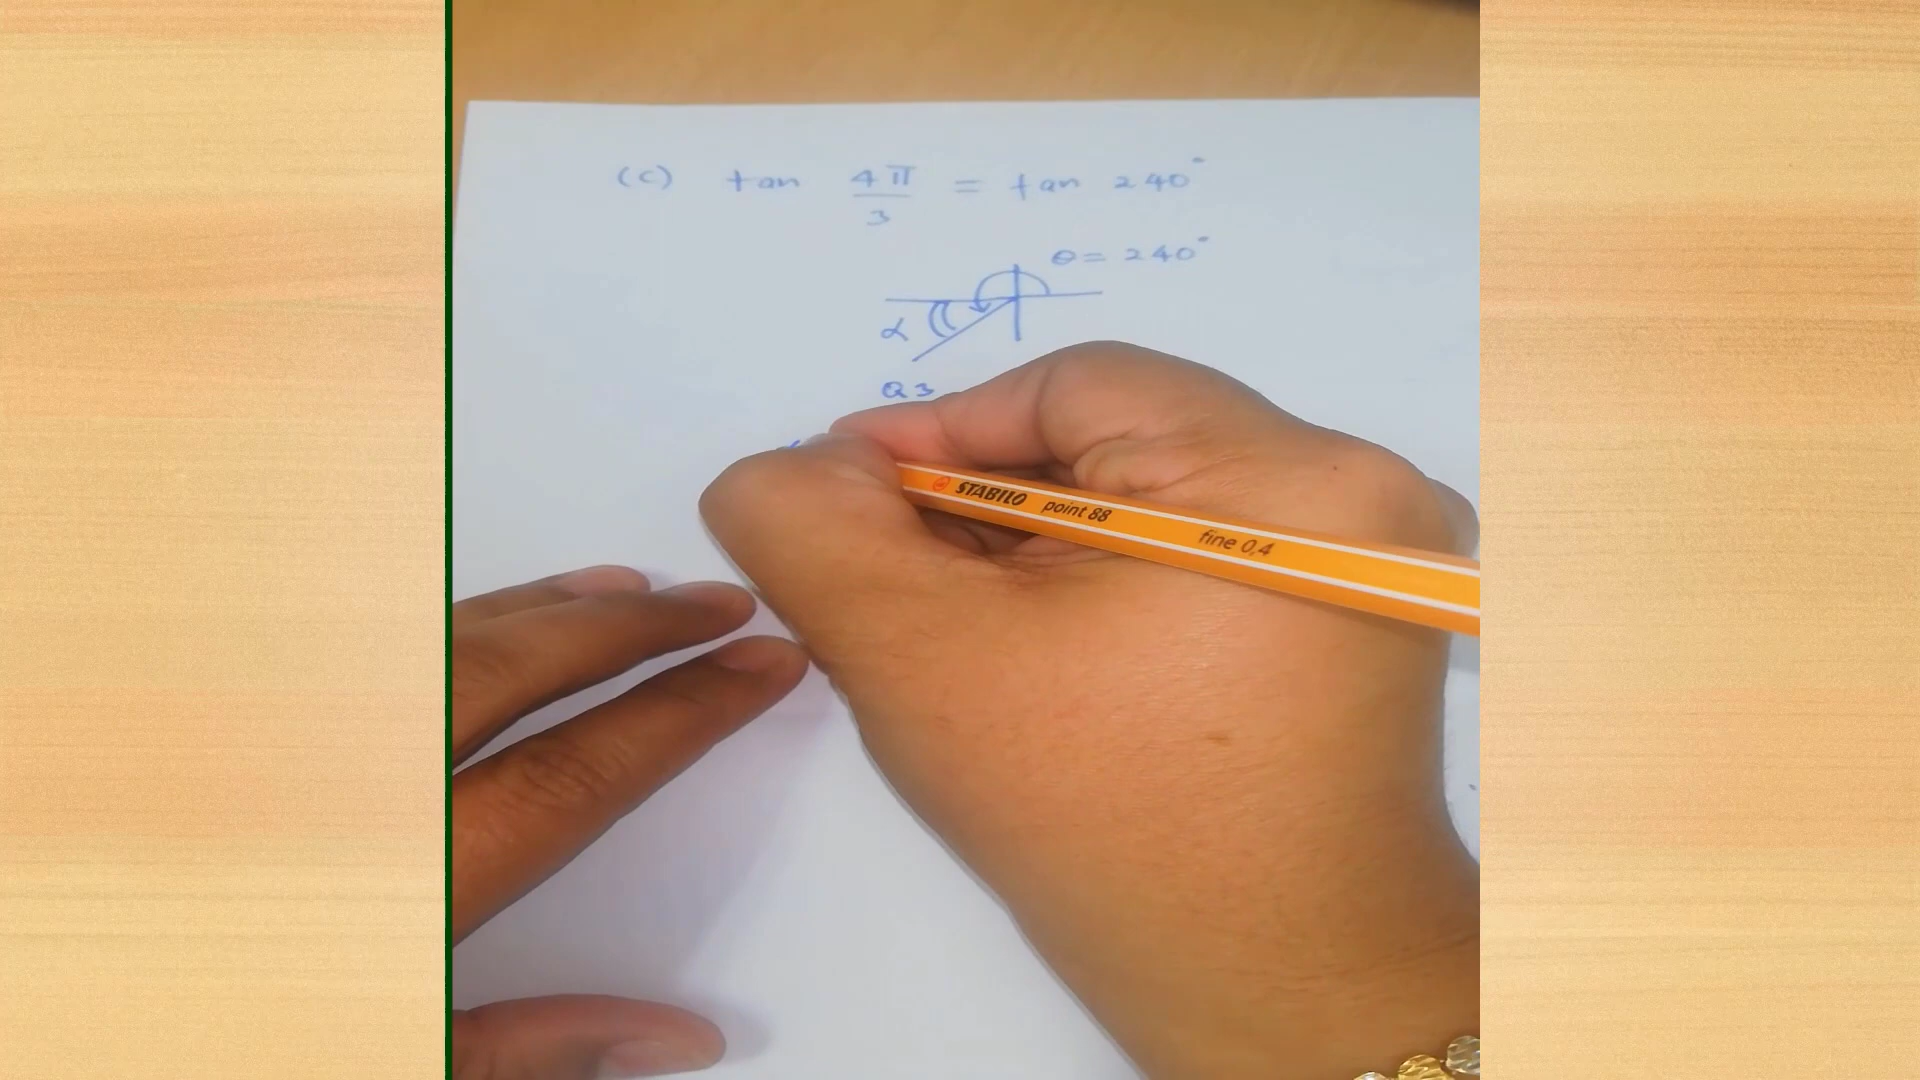 (c) tan 4π/3 = tan 240°
θ = 240°
α
Q3
STABILO point 88 fine 0,4